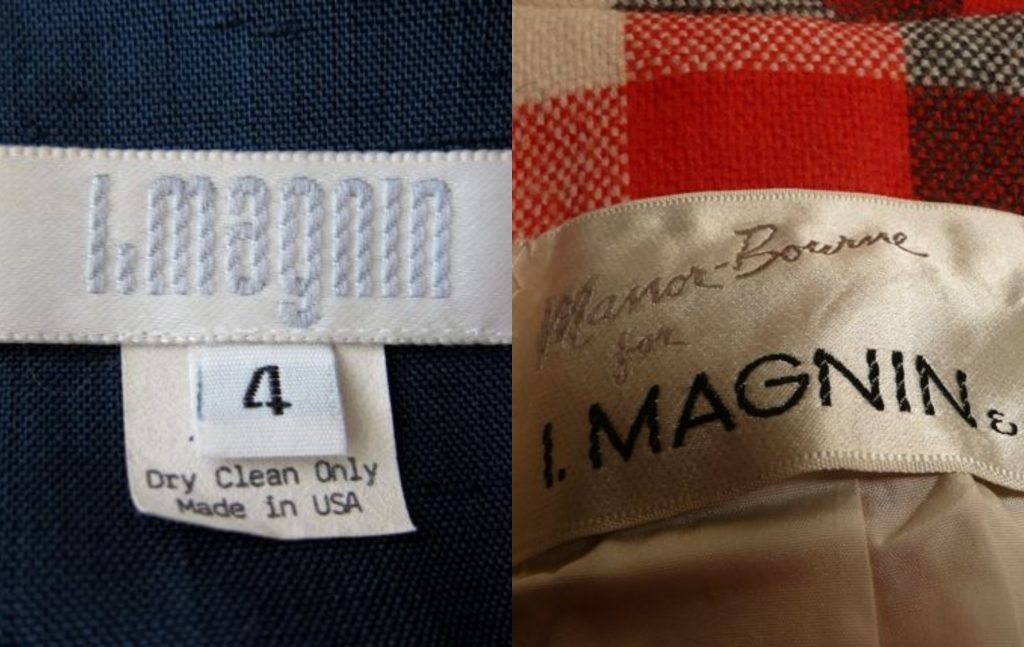 I.magnin
4
Dry Clean Only
Made in USA
Manor-Bourne
for
I. MAGNIN &